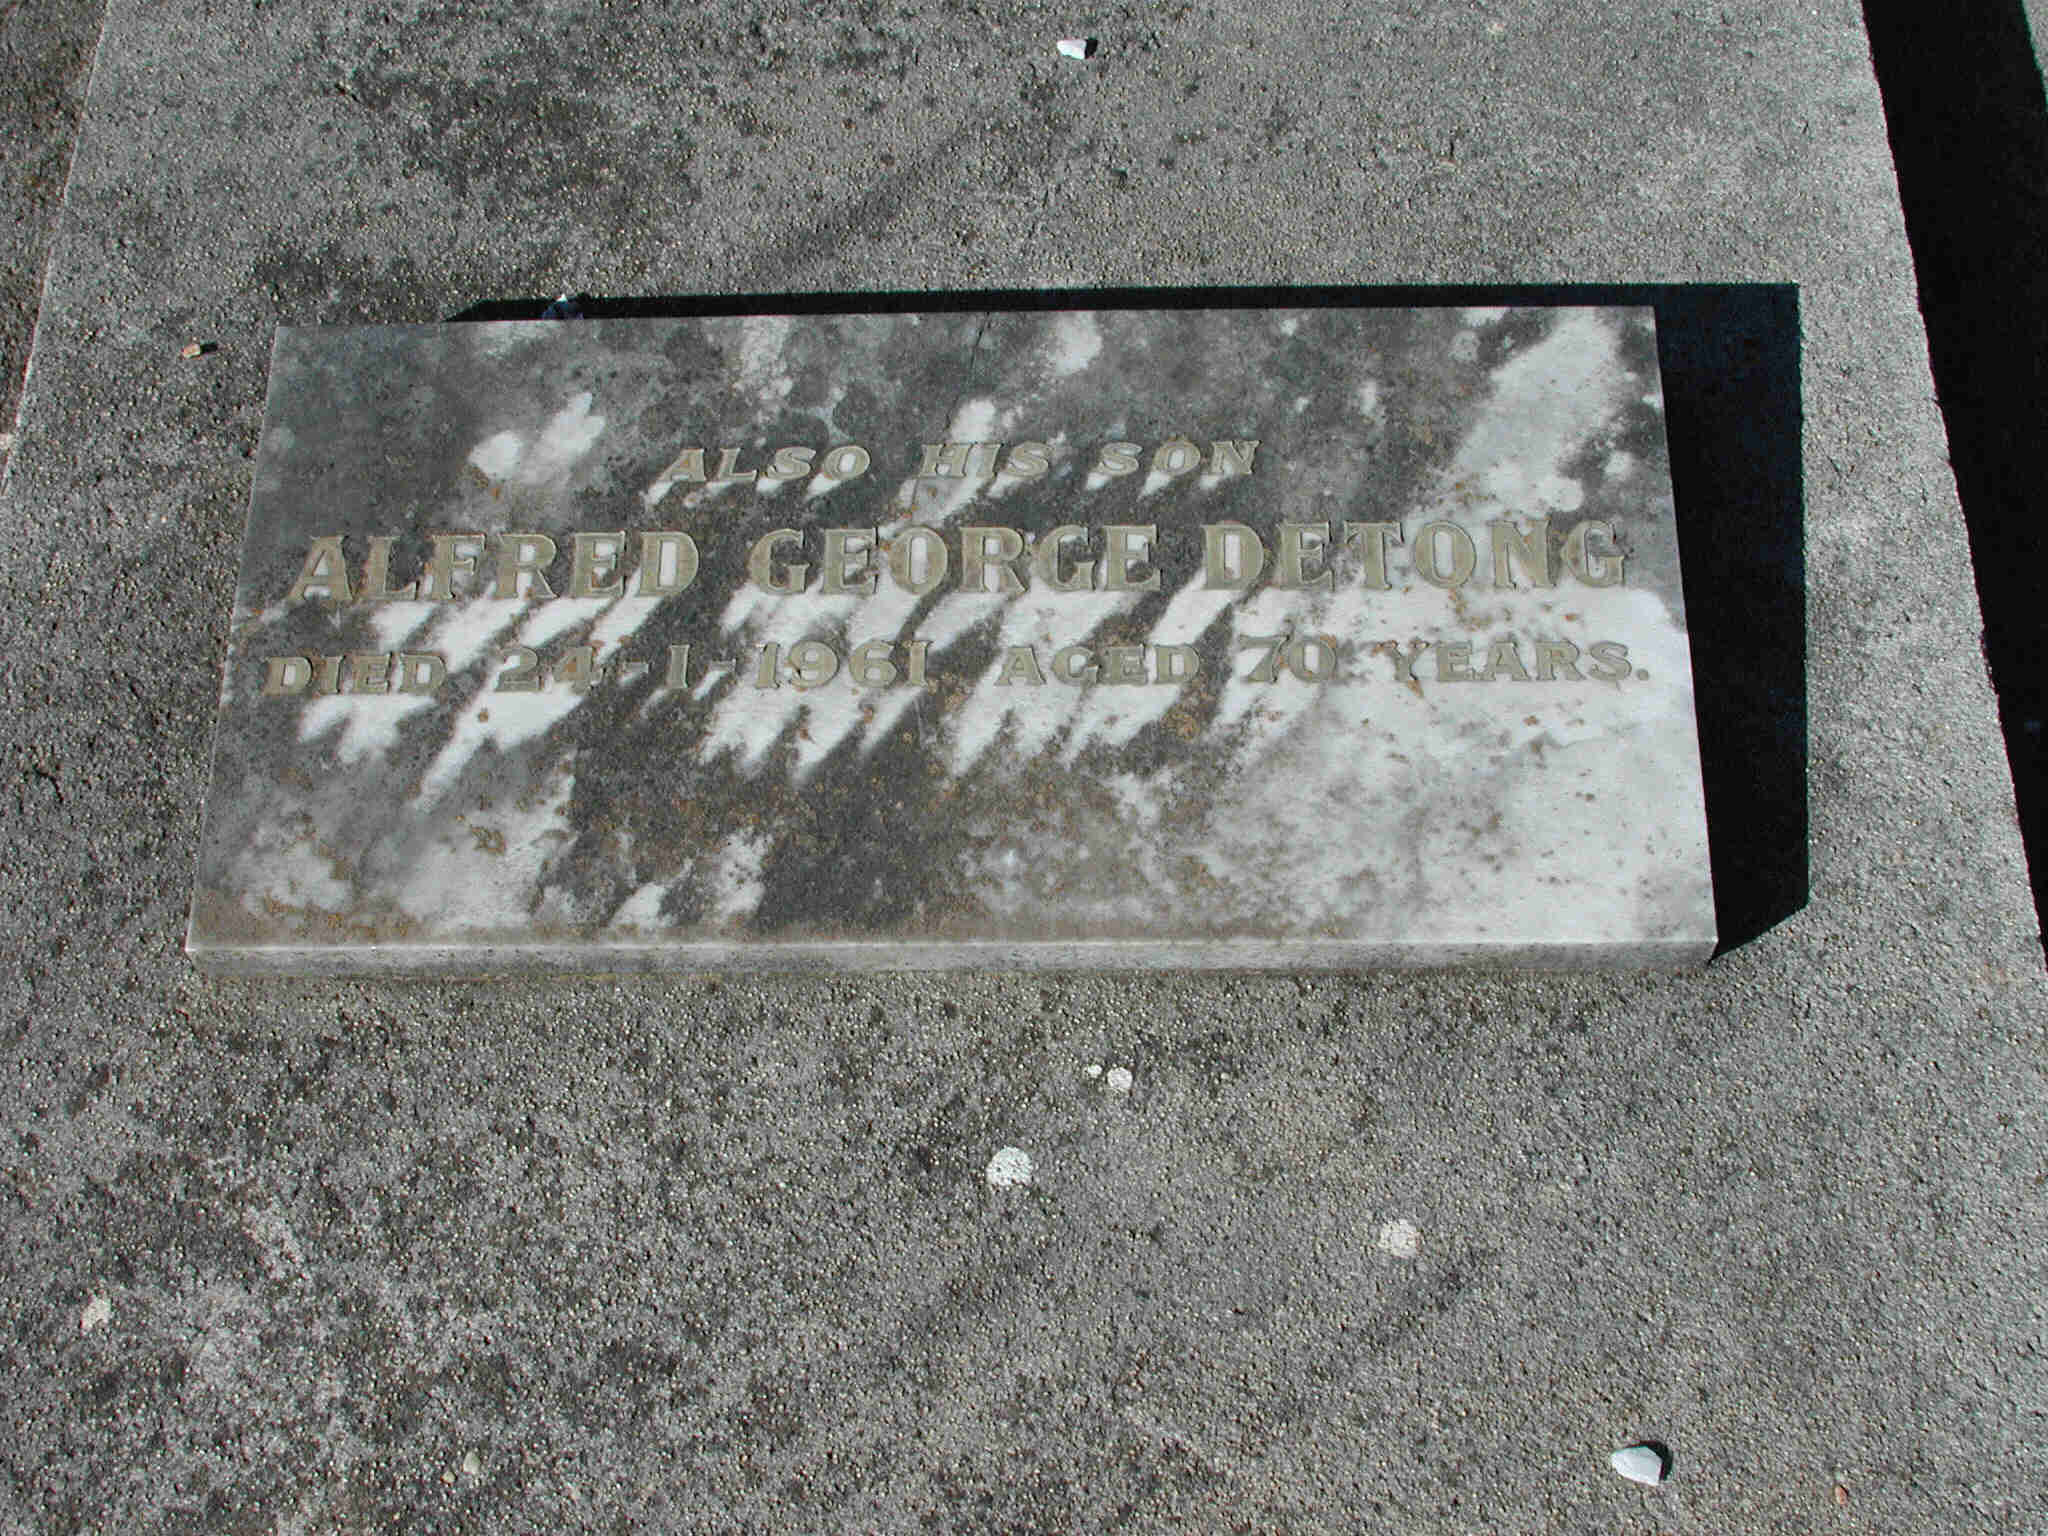 ALSO HIS SON
ALFRED GEORGE DETONG
DIED 24-1-1961 AGED 70 YEARS.